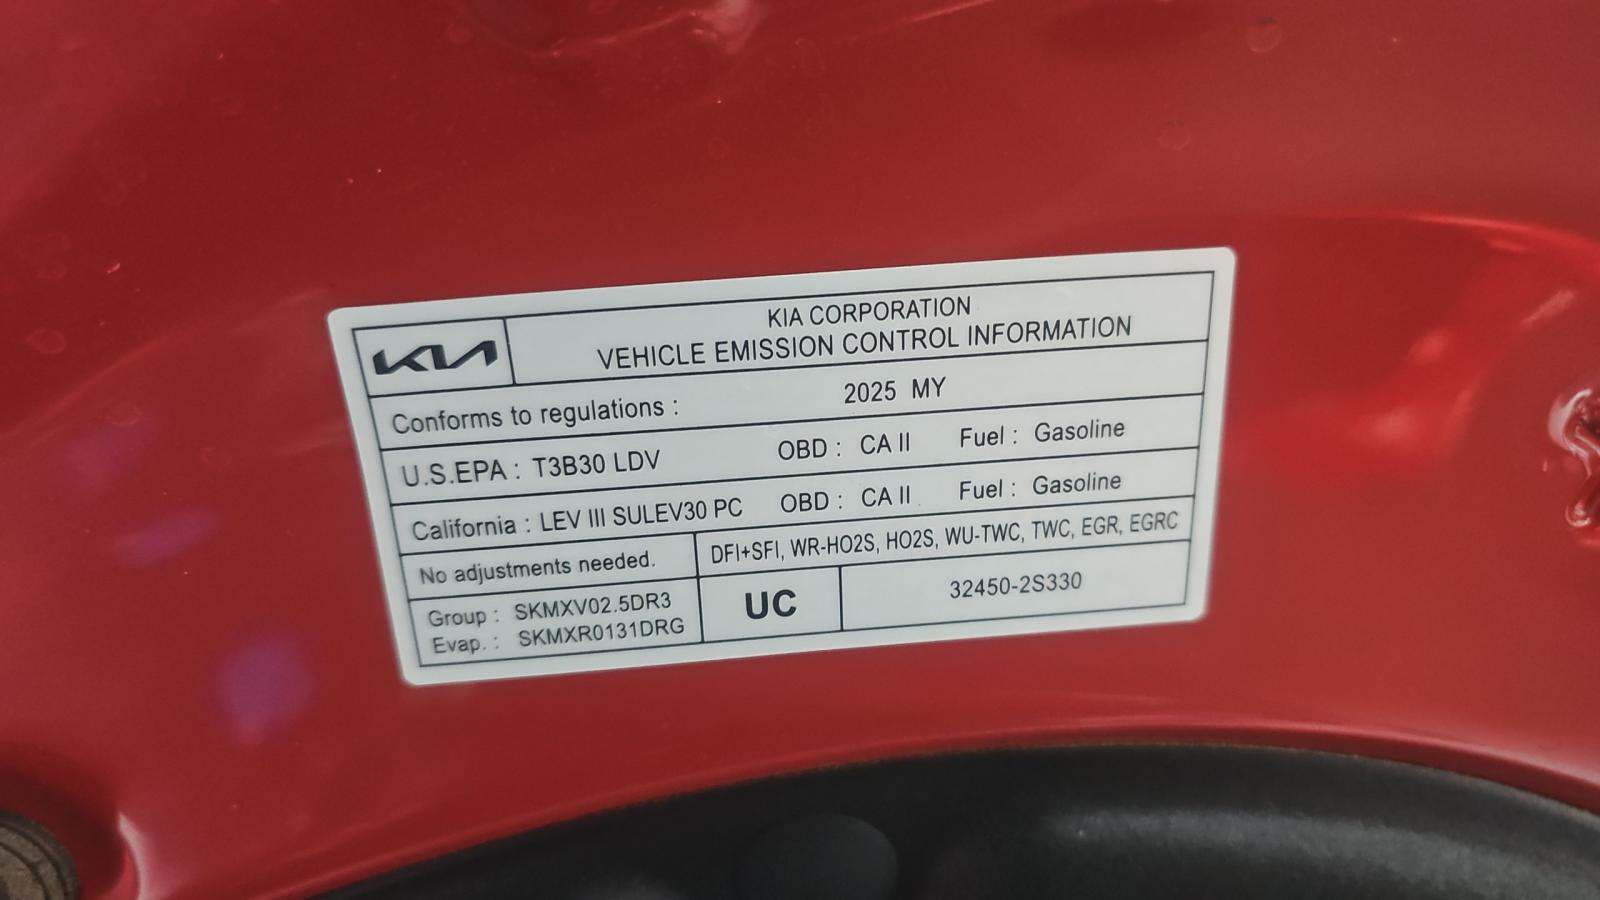 KIA
KIA CORPORATION
VEHICLE EMISSION CONTROL INFORMATION
Conforms to regulations : 2025 MY
U.S.EPA : T3B30 LDV OBD : CA II Fuel : Gasoline
California : LEV III SULEV30 PC OBD : CA II Fuel : Gasoline
No adjustments needed. DFI+SFI, WR-HO2S, HO2S, WU-TWC, TWC, EGR, EGRC
Group : SKMXV02.5DR3
Evap. : SKMXR0131DRG
UC
32450-2S330